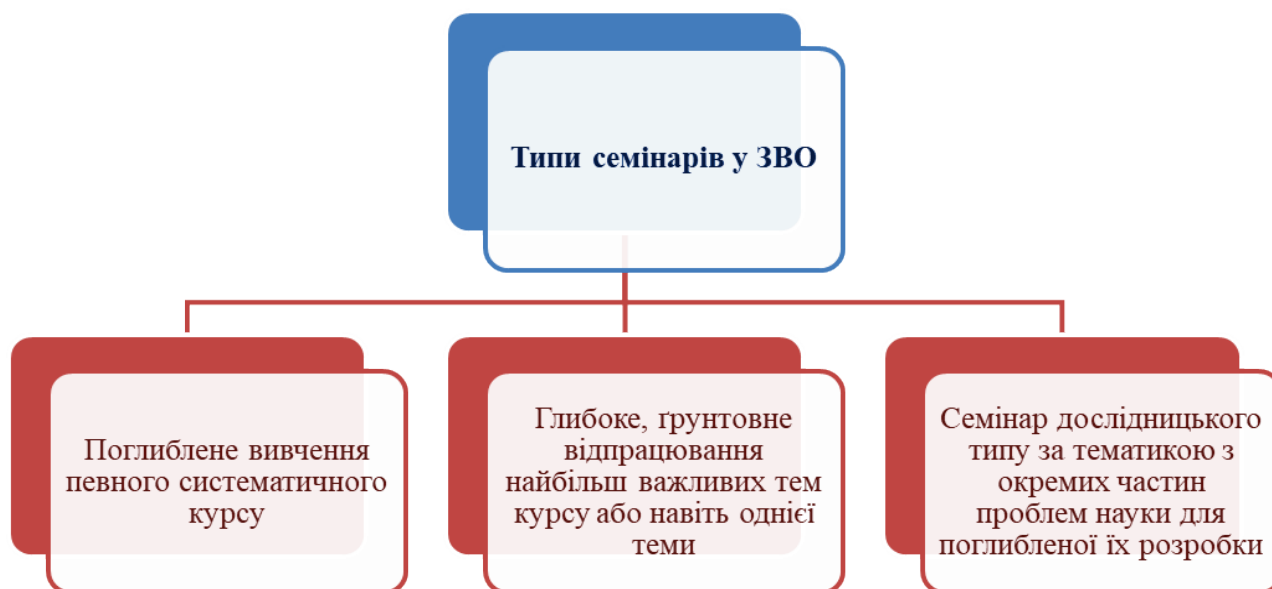 Типи семінарів у ЗВО
Поглиблене вивчення
певного систематичного
курсу
Глибоке, ґрунтовне
відпрацювання
найбільш важливих тем
курсу або навіть однієї
теми
Семінар дослідницького
типу за тематикою з
окремих частин
проблем науки для
поглибленої їх розробки